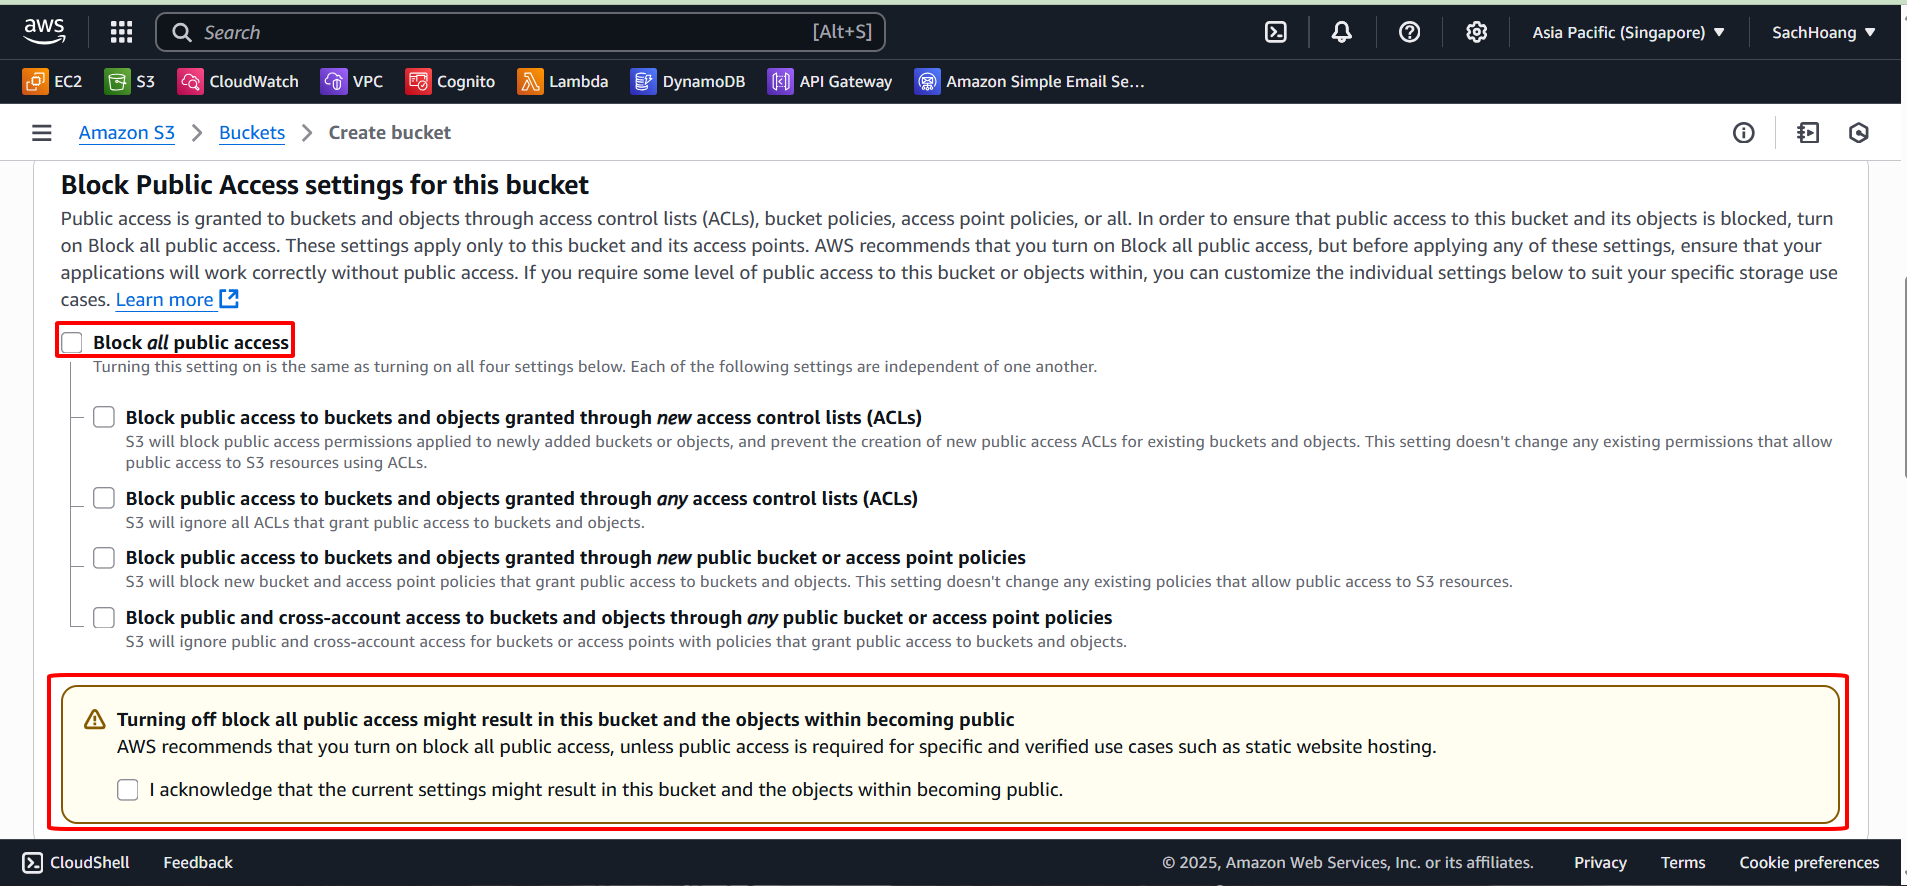 aws
Search [Alt+S]
Asia Pacific (Singapore) ▼
SachHoang ▼
EC2 S3 CloudWatch VPC Cognito Lambda DynamoDB API Gateway Amazon Simple Email Se...
Amazon S3 > Buckets > Create bucket
Block Public Access settings for this bucket
Public access is granted to buckets and objects through access control lists (ACLs), bucket policies, access point policies, or all. In order to ensure that public access to this bucket and its objects is blocked, turn
on Block all public access. These settings apply only to this bucket and its access points. AWS recommends that you turn on Block all public access, but before applying any of these settings, ensure that your
applications will work correctly without public access. If you require some level of public access to this bucket or objects within, you can customize the individual settings below to suit your specific storage use
cases. Learn more
Block all public access
Turning this setting on is the same as turning on all four settings below. Each of the following settings are independent of one another.
Block public access to buckets and objects granted through new access control lists (ACLs)
S3 will block public access permissions applied to newly added buckets or objects, and prevent the creation of new public access ACLs for existing buckets and objects. This setting doesn't change any existing permissions that allow
public access to S3 resources using ACLs.
Block public access to buckets and objects granted through any access control lists (ACLs)
S3 will ignore all ACLs that grant public access to buckets and objects.
Block public access to buckets and objects granted through new public bucket or access point policies
S3 will block new bucket and access point policies that grant public access to buckets and objects. This setting doesn't change any existing policies that allow public access to S3 resources.
Block public and cross-account access to buckets and objects through any public bucket or access point policies
S3 will ignore public and cross-account access for buckets or access points with policies that grant public access to buckets and objects.
Turning off block all public access might result in this bucket and the objects within becoming public
AWS recommends that you turn on block all public access, unless public access is required for specific and verified use cases such as static website hosting.
I acknowledge that the current settings might result in this bucket and the objects within becoming public.
CloudShell Feedback © 2025, Amazon Web Services, Inc. or its affiliates. Privacy Terms Cookie preferences